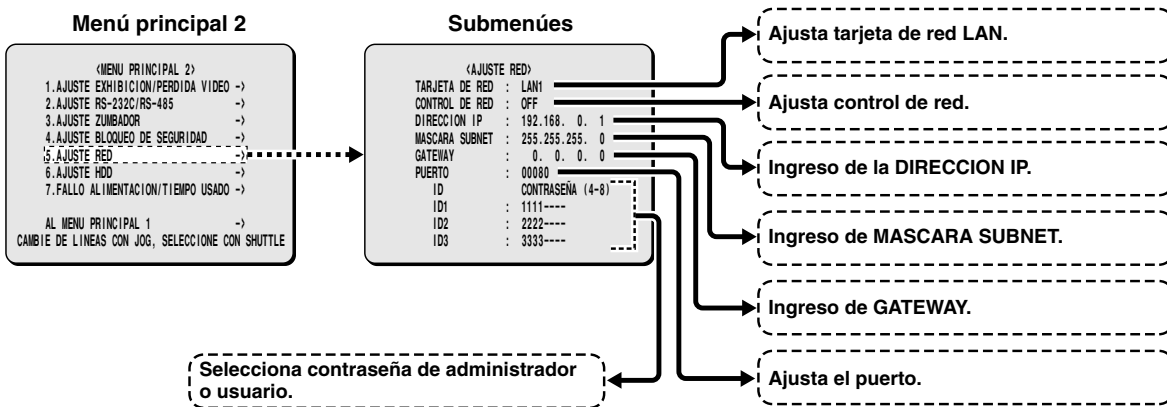 Menú principal 2
<MENU PRINCIPAL 2>
1.AJUSTE EXHIBICION/PERDIDA VIDEO ->
2.AJUSTE RS-232C/RS-485 ->
3.AJUSTE ZUMBADOR ->
4.AJUSTE BLOQUEO DE SEGURIDAD ->
5.AJUSTE RED ->
6.AJUSTE HDD ->
7.FALLO ALIMENTACION/TIEMPO USADO ->
AL MENU PRINCIPAL 1 ->
CAMBIE DE LINEAS CON JOG, SELECCIONE CON SHUTTLE
Submenúes
<AJUSTE RED>
TARJETA DE RED : LAN1
CONTROL DE RED : OFF
DIRECCION IP : 192.168. 0. 1
MASCARA SUBNET : 255.255.255. 0
GATEWAY : 0. 0. 0. 0
PUERTO : 00080
ID CONTRASEÑA (4-8)
ID1 : 1111----
ID2 : 2222----
ID3 : 3333----
Ajusta tarjeta de red LAN.
Ajusta control de red.
Ingreso de la DIRECCION IP.
Ingreso de MASCARA SUBNET.
Ingreso de GATEWAY.
Ajusta el puerto.
Selecciona contraseña de administrador
o usuario.